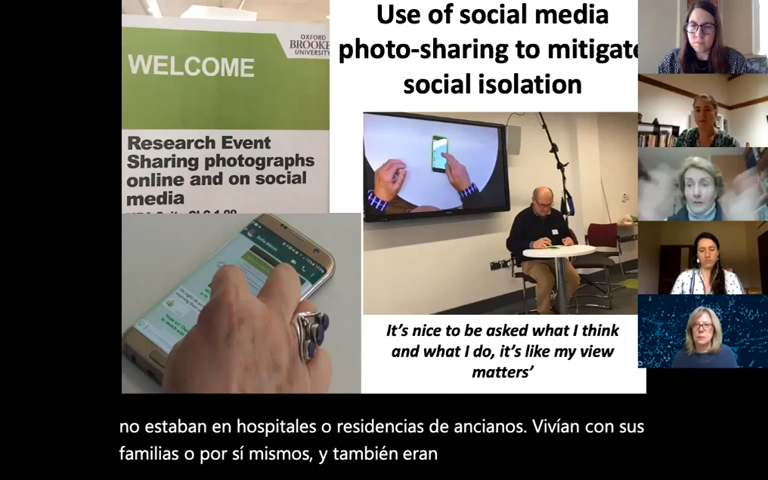 WELCOME
OXFORD
BROOKES
UNIVERSITY
Research Event
Sharing photographs
online and on social
media
Use of social media
photo-sharing to mitigate
social isolation
It's nice to be asked what I think
and what I do, it's like my view
matters'
no estaban en hospitales o residencias de ancianos. Vivían con sus
familias o por sí mismos, y también eran